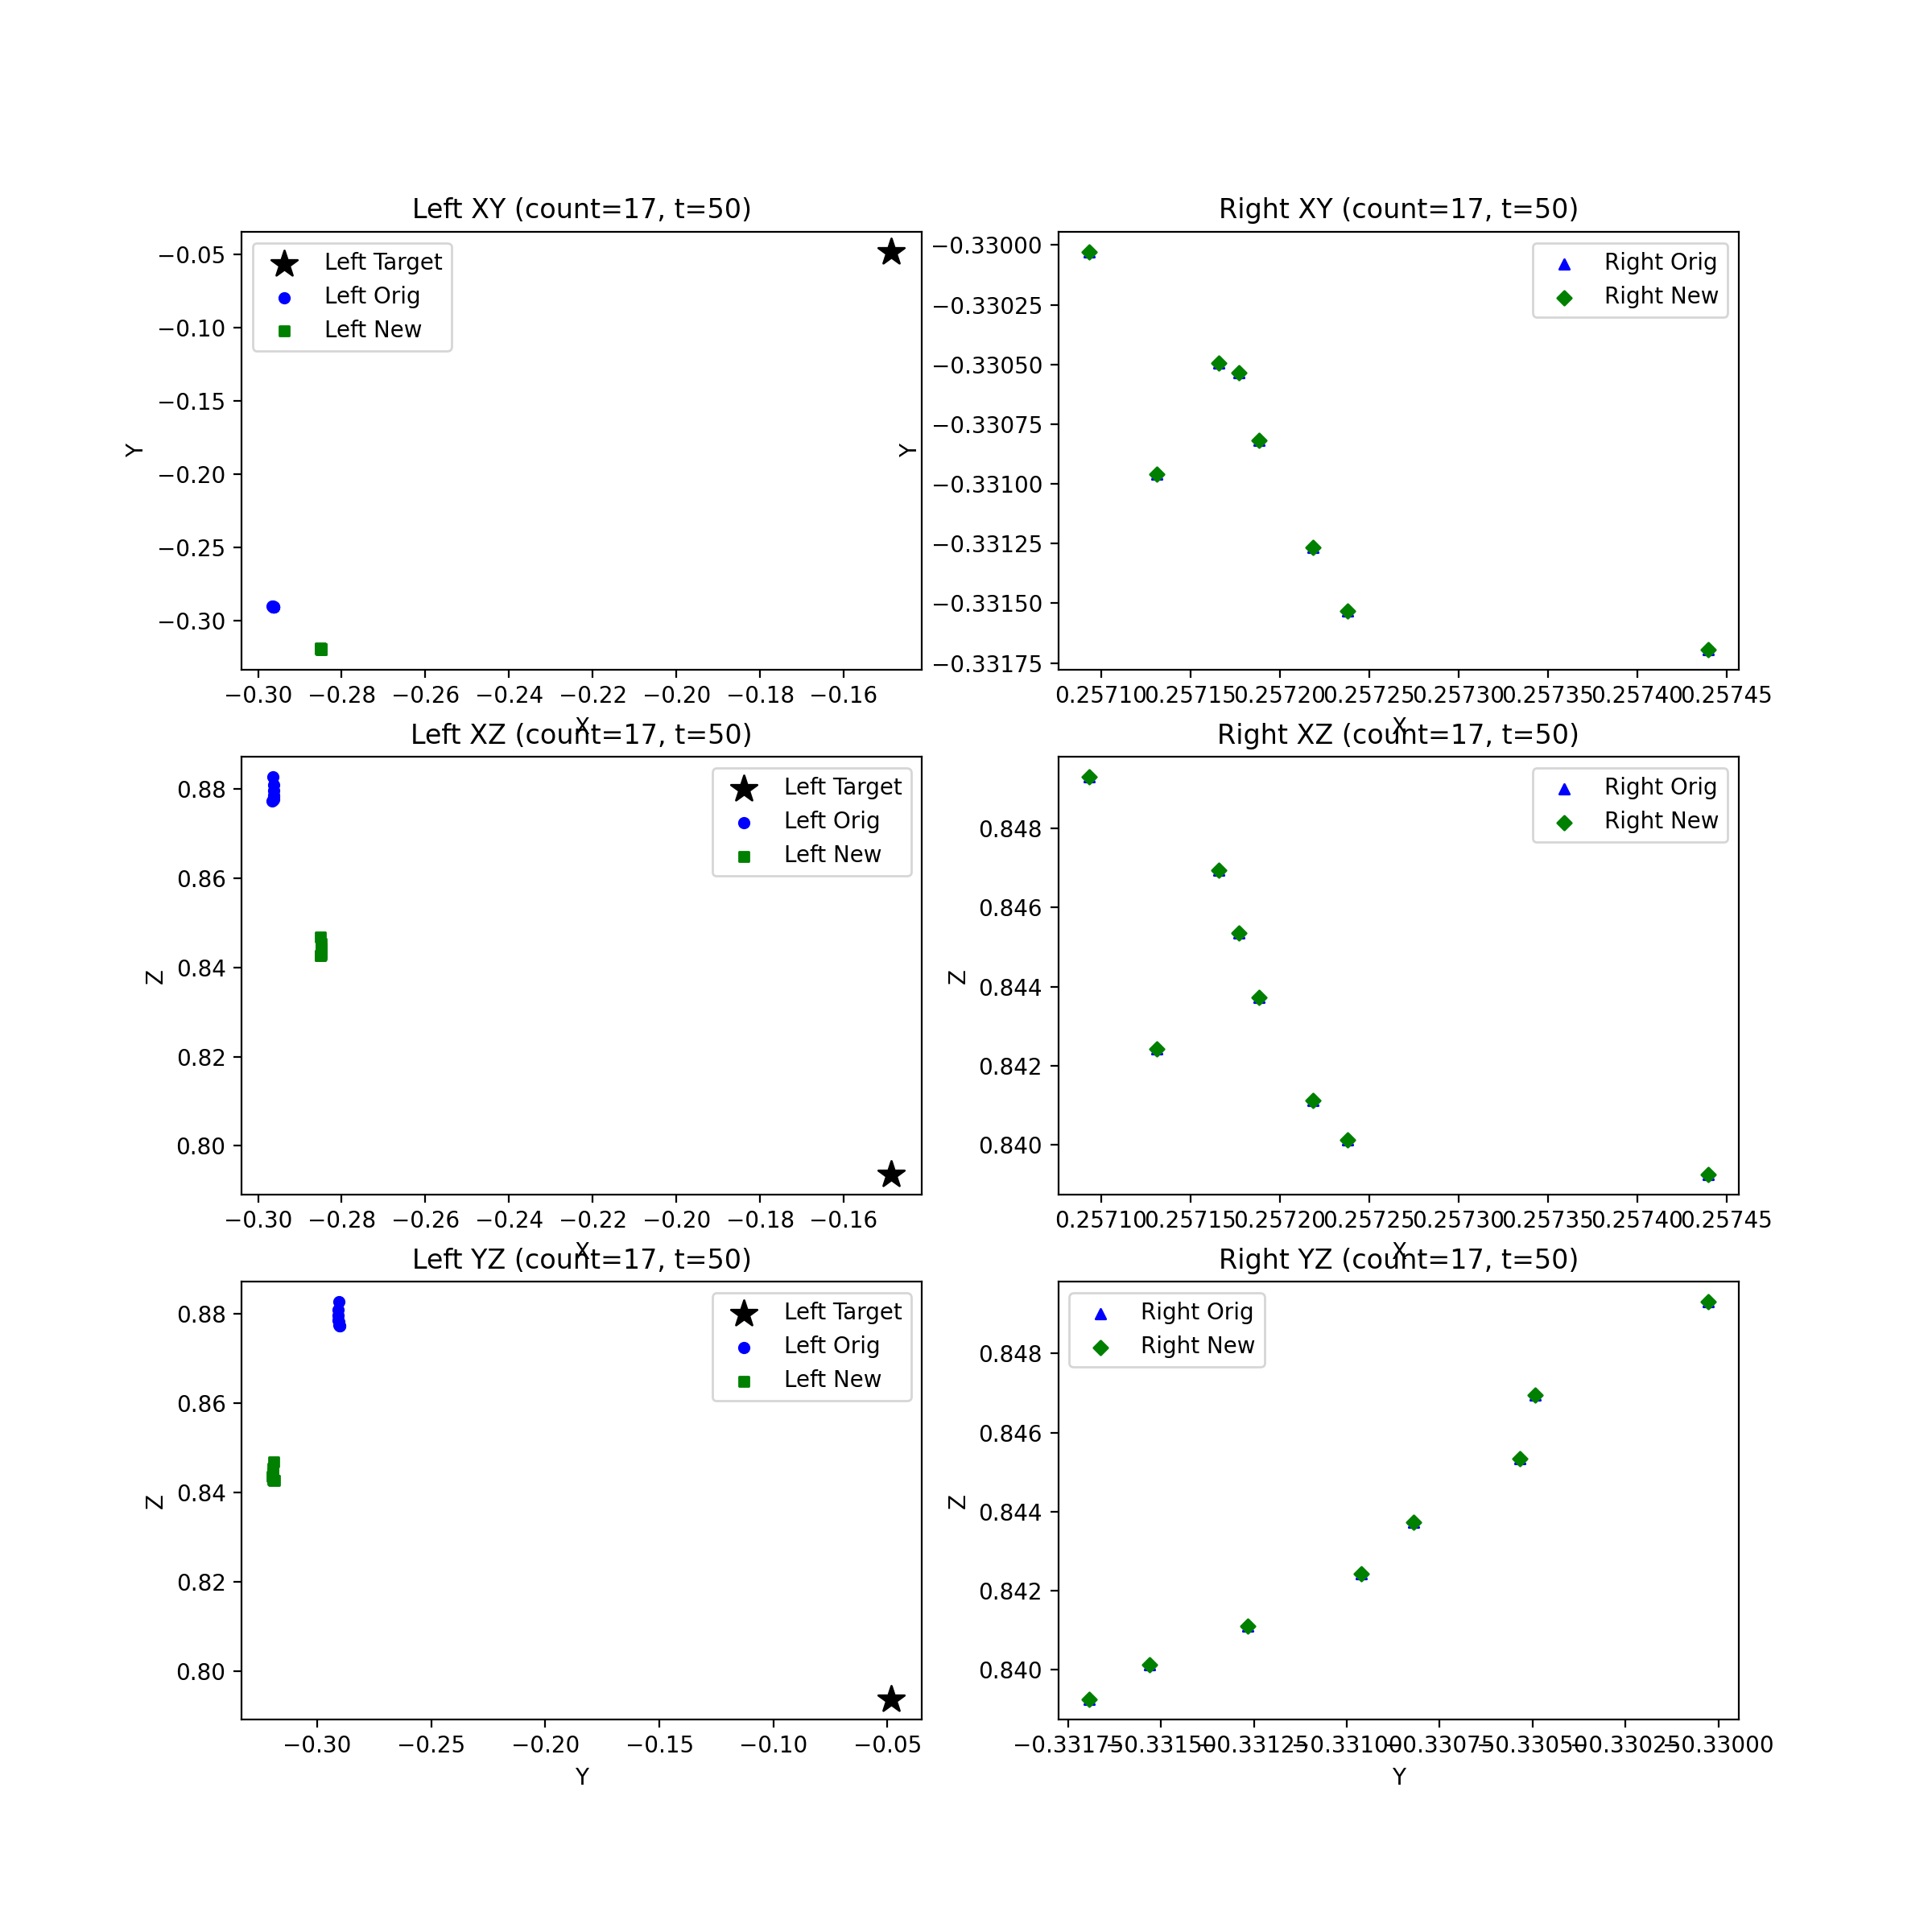 Left XY (count=17, t=50)
Right XY (count=17, t=50)
Left Target
Left Orig
Left New
Right Orig
Right New
−0.05
−0.10
−0.15
−0.20
−0.25
−0.30
Y
−0.30 −0.28 −0.26 −0.24 −0.22 −0.20 −0.18 −0.16
X
−0.33000
−0.33025
−0.33050
−0.33075
−0.33100
−0.33125
−0.33150
−0.33175
Y
0.25710 0.25715 0.25720 0.25725 0.25730 0.25735 0.25740 0.25745
X
Left XZ (count=17, t=50)
Right XZ (count=17, t=50)
Left Target
Left Orig
Left New
Right Orig
Right New
0.88
0.86
0.84
0.82
0.80
Z
−0.30 −0.28 −0.26 −0.24 −0.22 −0.20 −0.18 −0.16
X
0.848
0.846
0.844
0.842
0.840
Z
0.25710 0.25715 0.25720 0.25725 0.25730 0.25735 0.25740 0.25745
X
Left YZ (count=17, t=50)
Right YZ (count=17, t=50)
Left Target
Left Orig
Left New
Right Orig
Right New
0.88
0.86
0.84
0.82
0.80
Z
−0.30 −0.25 −0.20 −0.15 −0.10 −0.05
Y
0.848
0.846
0.844
0.842
0.840
Z
−0.33175 −0.33150 −0.33125 −0.33100 −0.33075 −0.33050 −0.33025 −0.33000
Y